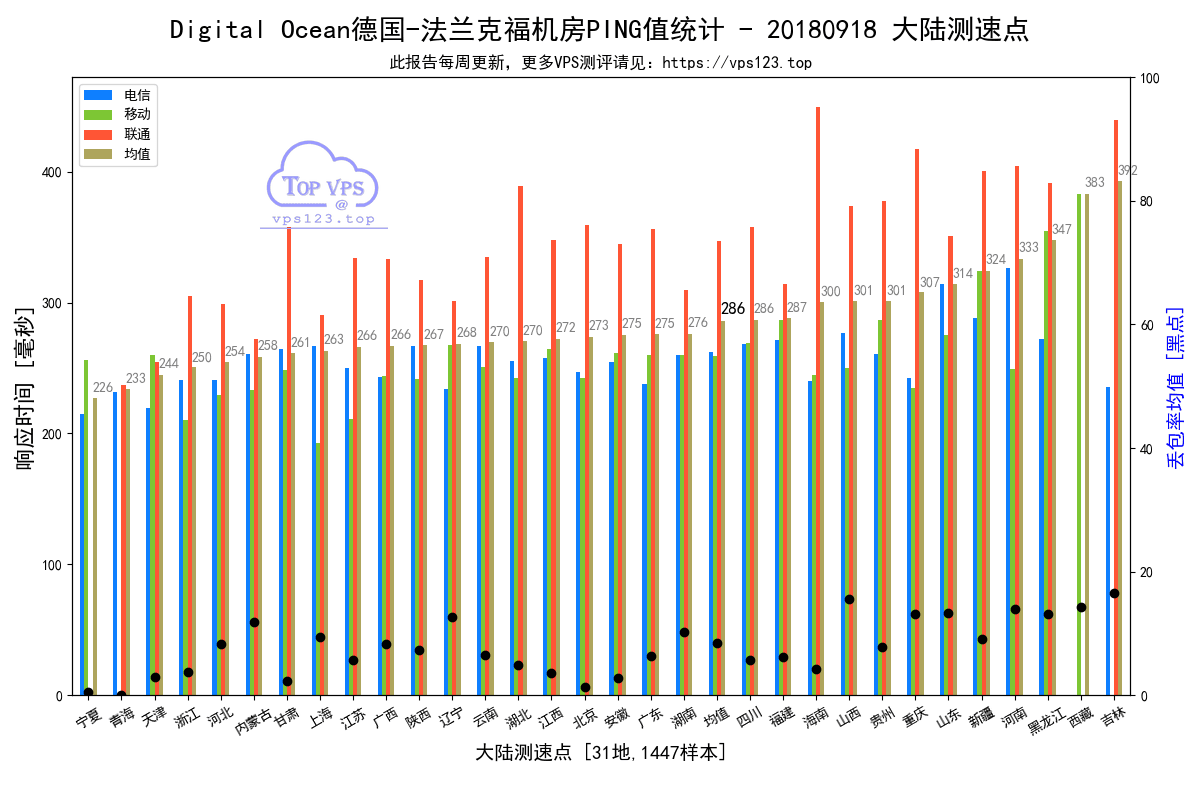 Digital Ocean德国-法兰克福机房PING值统计 - 20180918 大陆测速点
此报告每周更新，更多VPS测评请见：https://vps123.top
电信
移动
联通
均值
TOP VPS
@
vps123.top
响应时间 [毫秒]
丢包率均值 [黑点]
400
300
200
100
0
100
80
60
40
20
0
226 233 244 250 254 258 261 263 266 266 267 268 270 270 272 273 275 275 276 286 286 287 300 301 301 307 314 324 333 347 383 392
宁夏 青海 天津 浙江 河北 内蒙古 甘肃 上海 江苏 广西 陕西 辽宁 云南 湖北 江西 北京 安徽 广东 湖南 均值 四川 福建 海南 山西 贵州 重庆 山东 新疆 河南 黑龙江 西藏 吉林
大陆测速点 [31地,1447样本]